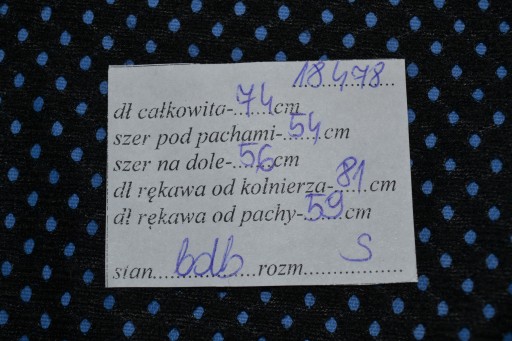 18478
dł całkowita-74cm
szer pod pachami-54cm
szer na dole-56cm
dł rękawa od kołnierza-81cm
dł rękawa od pachy-59cm
stan bdb rozm S